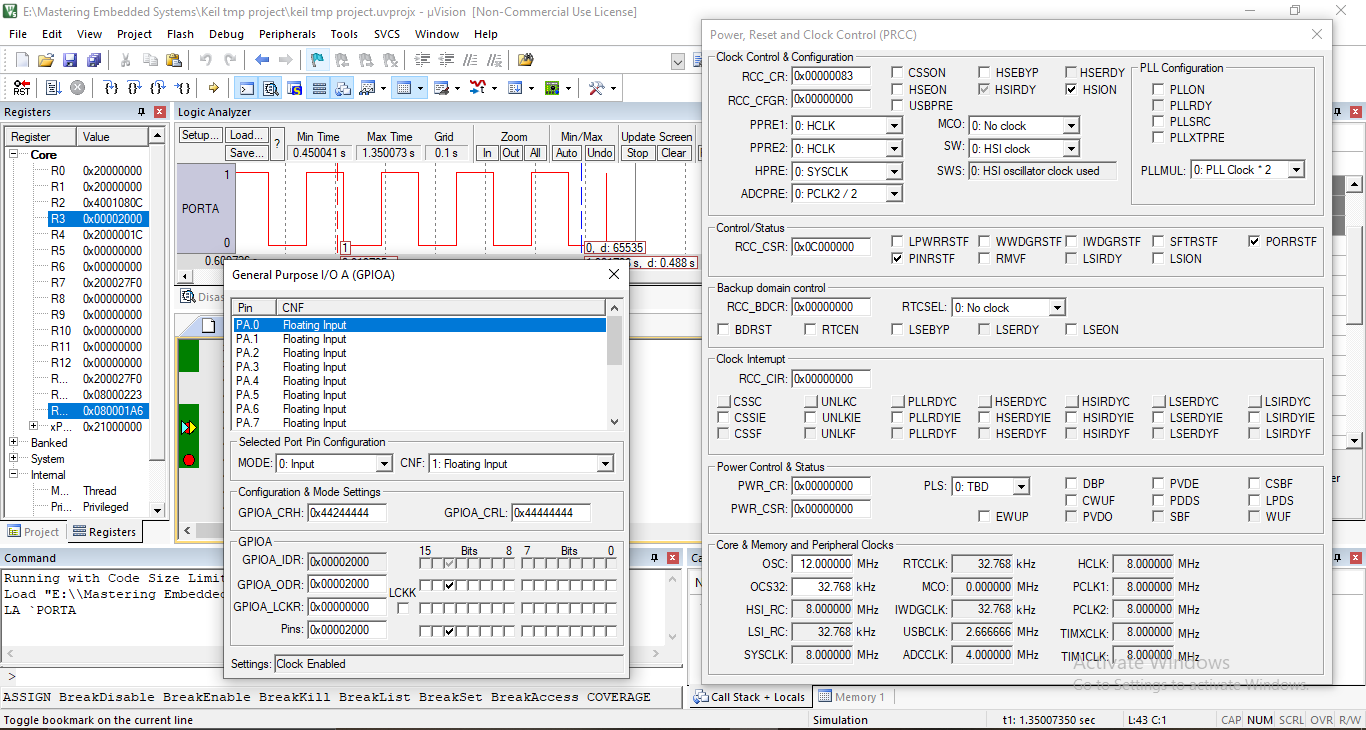 E:\Mastering Embedded Systems\Keil tmp project\keil tmp project.uvprojx - µVision [Non-Commercial Use License]
File Edit View Project Flash Debug Peripherals Tools SVCS Window Help
Registers
Register Value
Core
R0 0x20000000
R1 0x20000000
R2 0x4001080C
R3 0x00002000
R4 0x2000001C
R5 0x00000000
R6 0x00000000
R7 0x200027F0
R8 0x00000000
R9 0x00000000
R10 0x00000000
R11 0x00000000
R12 0x00000000
R... 0x200027F0
R... 0x08000223
R... 0x080001A6
xP... 0x21000000
Banked
System
Internal
M... Thread
Pri... Privileged
Project Registers
Logic Analyzer
Setup... Load... ? Min Time Max Time Grid Zoom Min/Max Update Screen
Save... 0.450041 s 1.350073 s 0.1 s In Out All Auto Undo Stop Clear
1
PORTA
0
1
0, d: 65535
s, d: 0.488 s
Disas
General Purpose I/O A (GPIOA)
Pin CNF
PA.0 Floating Input
PA.1 Floating Input
PA.2 Floating Input
PA.3 Floating Input
PA.4 Floating Input
PA.5 Floating Input
PA.6 Floating Input
PA.7 Floating Input
Selected Port Pin Configuration
MODE: 0: Input CNF: 1: Floating Input
Configuration & Mode Settings
GPIOA_CRH: 0x44244444 GPIOA_CRL: 0x44444444
GPIOA
15 Bits 8 7 Bits 0
GPIOA_IDR: 0x00002000
GPIOA_ODR: 0x00002000
LCKK
GPIOA_LCKR: 0x00000000
Pins: 0x00002000
Settings: Clock Enabled
Power, Reset and Clock Control (PRCC)
Clock Control & Configuration
RCC_CR: 0x00000083 CSSON HSEBYP HSERDY
HSEON HSIRDY HSION
RCC_CFGR: 0x00000000 USBPRE
PPRE1: 0: HCLK MCO: 0: No clock
PPRE2: 0: HCLK SW: 0: HSI clock
HPRE: 0: SYSCLK SWS: 0: HSI oscillator clock used
ADCPRE: 0: PCLK2 / 2
PLL Configuration
PLLON
PLLRDY
PLLSRC
PLLXTPRE
PLLMUL: 0: PLL Clock * 2
Control/Status
RCC_CSR: 0x0C000000 LPWRRSTF WWDGRSTF IWDGRSTF SFTRSTF PORRSTF
PINRSTF RMVF LSIRDY LSION
Backup domain control
RCC_BDCR: 0x00000000 RTCSEL: 0: No clock
BDRST RTCEN LSEBYP LSERDY LSEON
Clock Interrupt
RCC_CIR: 0x00000000
CSSC UNLKC PLLRDYC HSERDYC HSIRDYC LSERDYC LSIRDYC
CSSIE UNLKIE PLLRDYIE HSERDYIE HSIRDYIE LSERDYIE LSIRDYIE
CSSF UNLKF PLLRDYF HSERDYF HSIRDYF LSERDYF LSIRDYF
Power Control & Status
PWR_CR: 0x00000000 PLS: 0: TBD DBP PVDE CSBF
CWUF PDDS LPDS
PWR_CSR: 0x00000000 EWUP PVDO SBF WUF
Core & Memory and Peripheral Clocks
OSC: 12.000000 MHz RTCCLK: 32.768 kHz HCLK: 8.000000 MHz
OCS32: 32.768 kHz MCO: 0.000000 MHz PCLK1: 8.000000 MHz
HSI_RC: 8.000000 MHz IWDGCLK: 32.768 kHz PCLK2: 8.000000 MHz
LSI_RC: 32.768 kHz USBCLK: 2.666666 MHz TIMXCLK: 8.000000 MHz
SYSCLK: 8.000000 MHz ADCCLK: 4.000000 MHz TIM1CLK: 8.000000 MHz
Activate Windows
Go to Settings to activate Windows.
Command
Running with Code Size Limit
Load "E:\\Mastering Embedded
LA `PORTA
>
ASSIGN BreakDisable BreakEnable BreakKill BreakList BreakSet BreakAccess COVERAGE
Call Stack + Locals Memory 1
Toggle bookmark on the current line Simulation t1: 1.35007350 sec L:43 C:1 CAP NUM SCRL OVR R/W